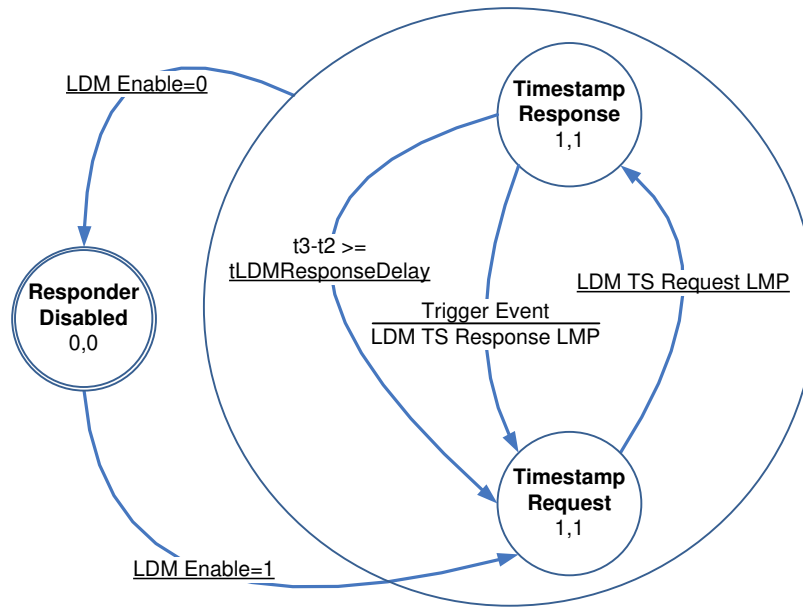 LDM Enable=0
Timestamp
Response
1,1
t3-t2 >=
tLDMResponseDelay
Trigger Event
LDM TS Response LMP
LDM TS Request LMP
Responder
Disabled
0,0
Timestamp
Request
1,1
LDM Enable=1